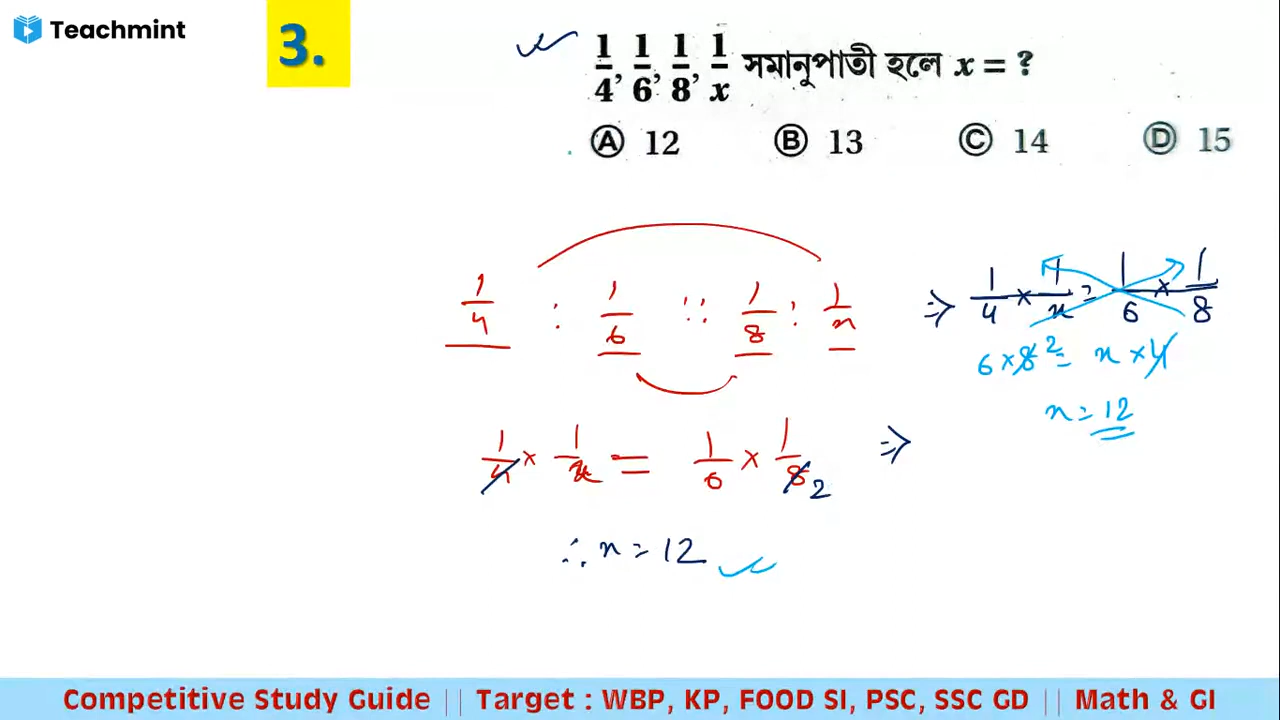 Teachmint
3.
1/4, 1/6, 1/8, 1/x সমানুপাতী হলে x = ?
Ⓐ 12 Ⓑ 13 Ⓒ 14 Ⓓ 15
1/4 : 1/6 :: 1/8 : 1/x
⇒ 1/4 × 1/x = 1/6 × 1/8
6×8 2 = x × 4
x = 12
1/4 × 1/x = 1/6 × 1/8 2 ⇒
∴ x = 12
Competitive Study Guide || Target : WBP, KP, FOOD SI, PSC, SSC GD || Math & GI